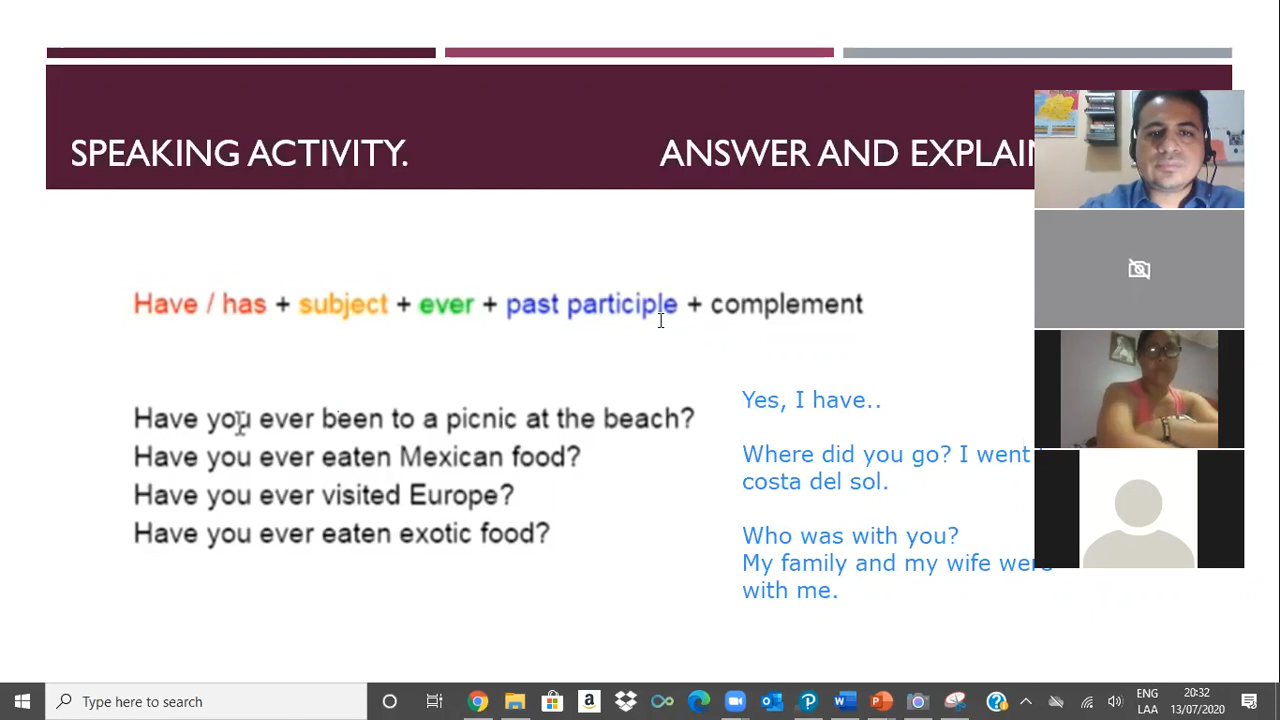 SPEAKING ACTIVITY. ANSWER AND EXPLAIN
Have / has + subject + ever + past participle + complement
Have you ever been to a picnic at the beach?
Have you ever eaten Mexican food?
Have you ever visited Europe?
Have you ever eaten exotic food?
Yes, I have..
Where did you go? I went
costa del sol.
Who was with you?
My family and my wife were
with me.
Type here to search
ENG
LAA
20:32
13/07/2020